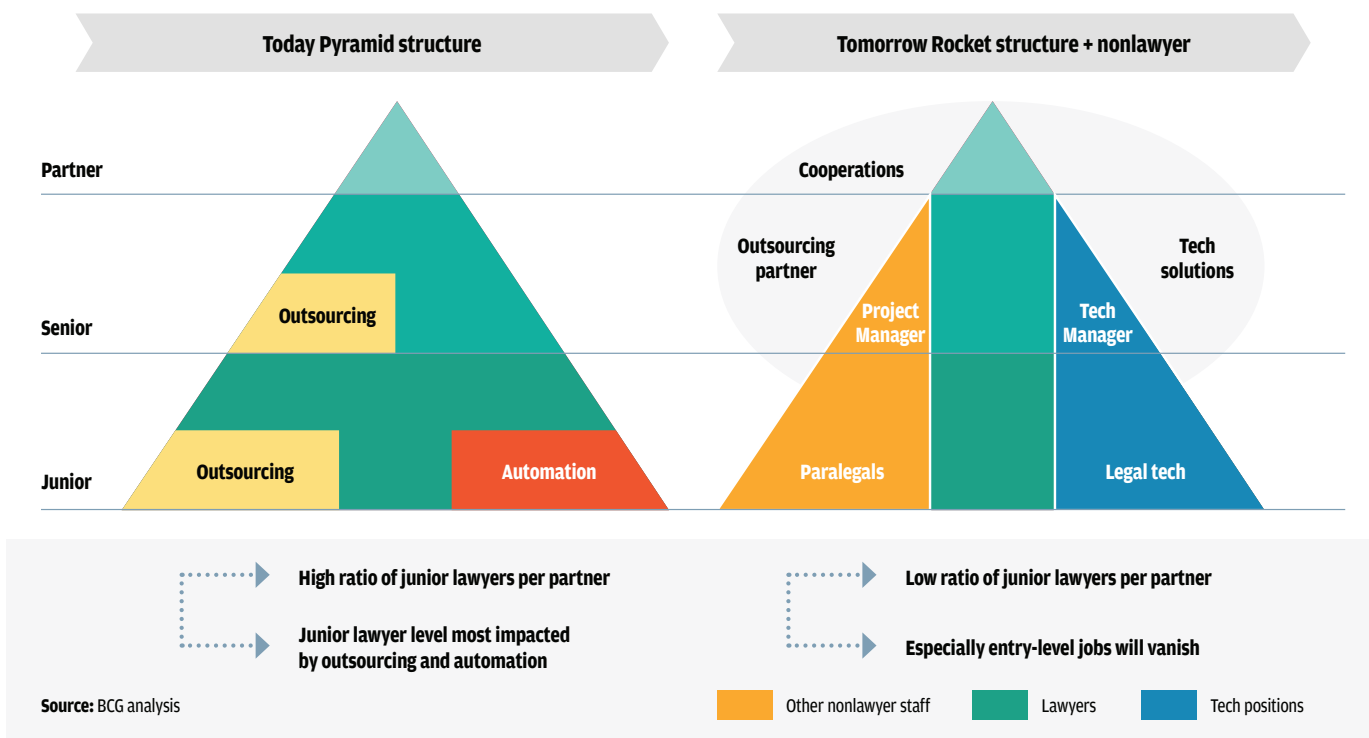 Today Pyramid structure
Tomorrow Rocket structure + nonlawyer
Partner
Senior
Junior
Outsourcing
Outsourcing
Automation
Cooperations
Outsourcing
partner
Tech
solutions
Project
Manager
Tech
Manager
Paralegals
Legal tech
High ratio of junior lawyers per partner
Junior lawyer level most impacted
by outsourcing and automation
Low ratio of junior lawyers per partner
Especially entry-level jobs will vanish
Source: BCG analysis
Other nonlawyer staff
Lawyers
Tech positions